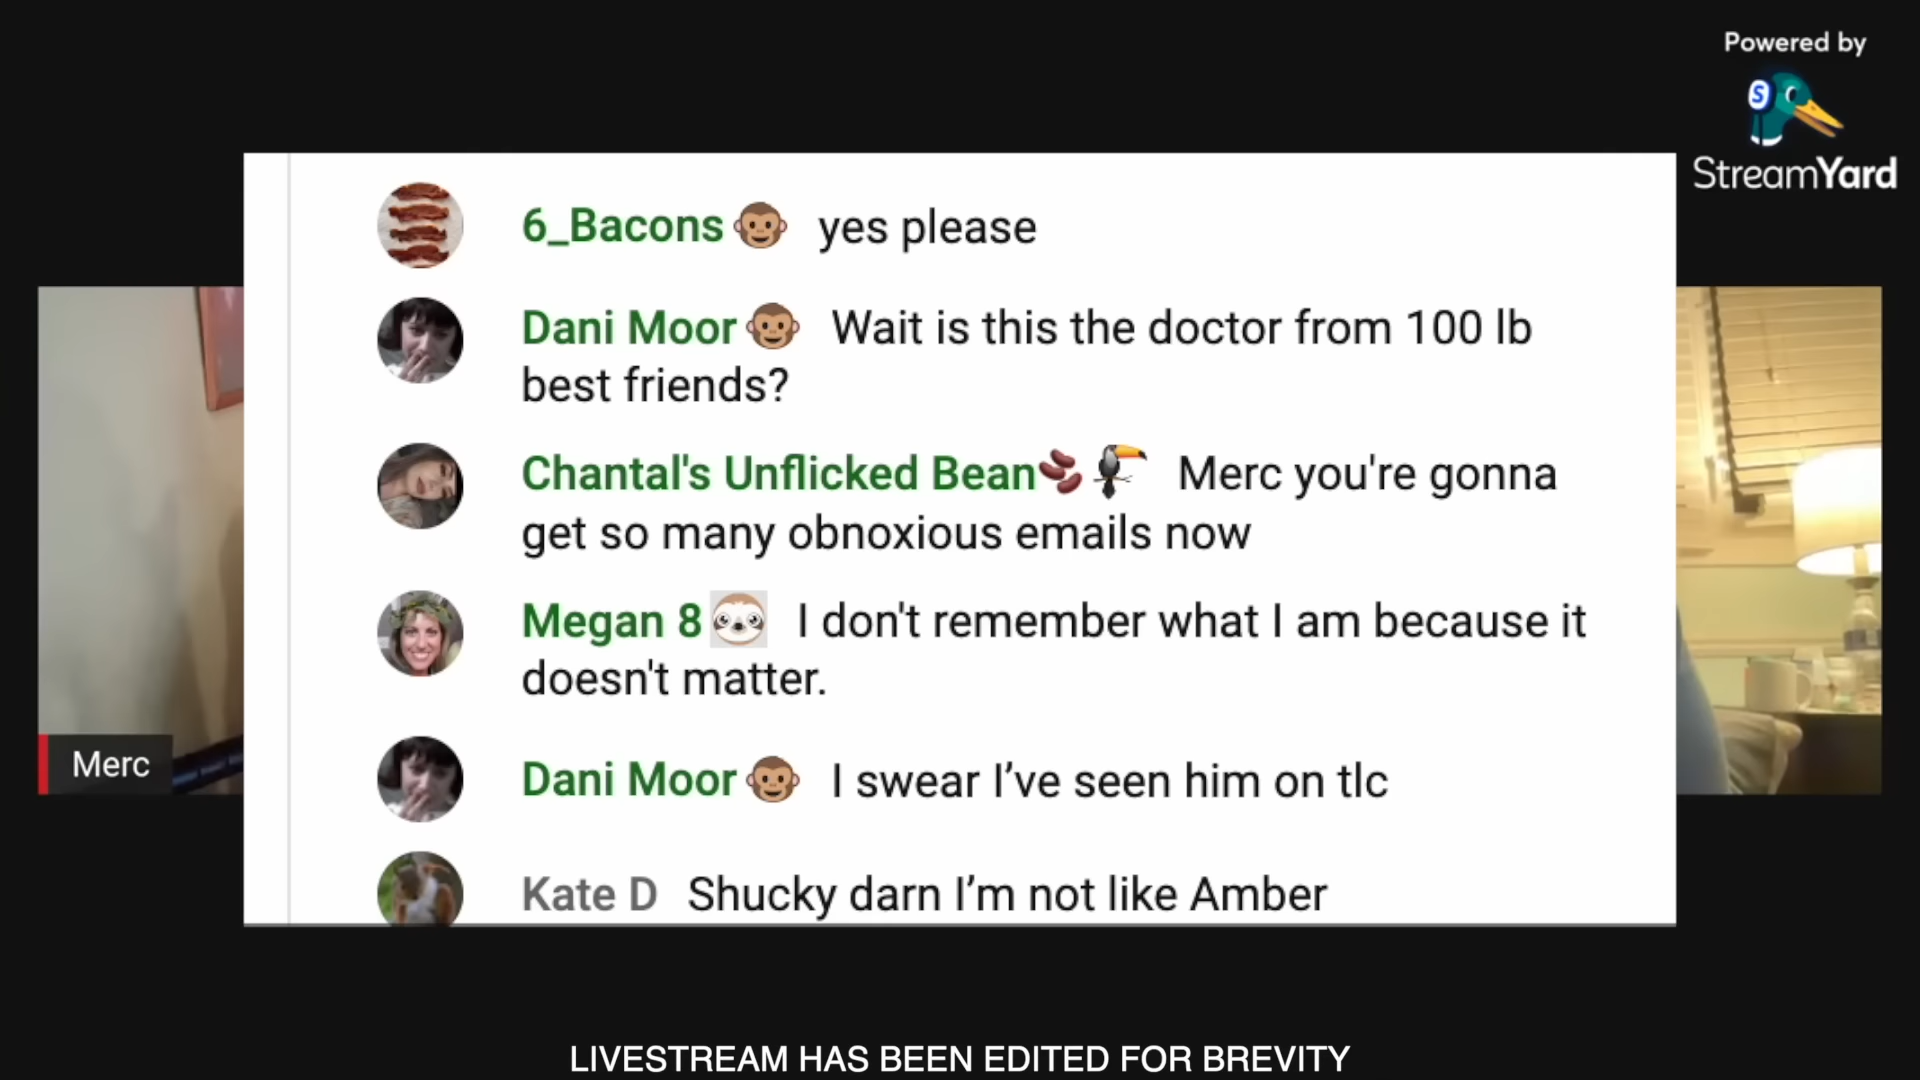 Powered by
StreamYard
6_Bacons yes please
Dani Moor Wait is this the doctor from 100 lb
best friends?
Chantal's Unflicked Bean Merc you're gonna
get so many obnoxious emails now
Megan 8 I don't remember what I am because it
doesn't matter.
Dani Moor I swear I've seen him on tlc
Kate D Shucky darn I'm not like Amber
Merc
LIVESTREAM HAS BEEN EDITED FOR BREVITY